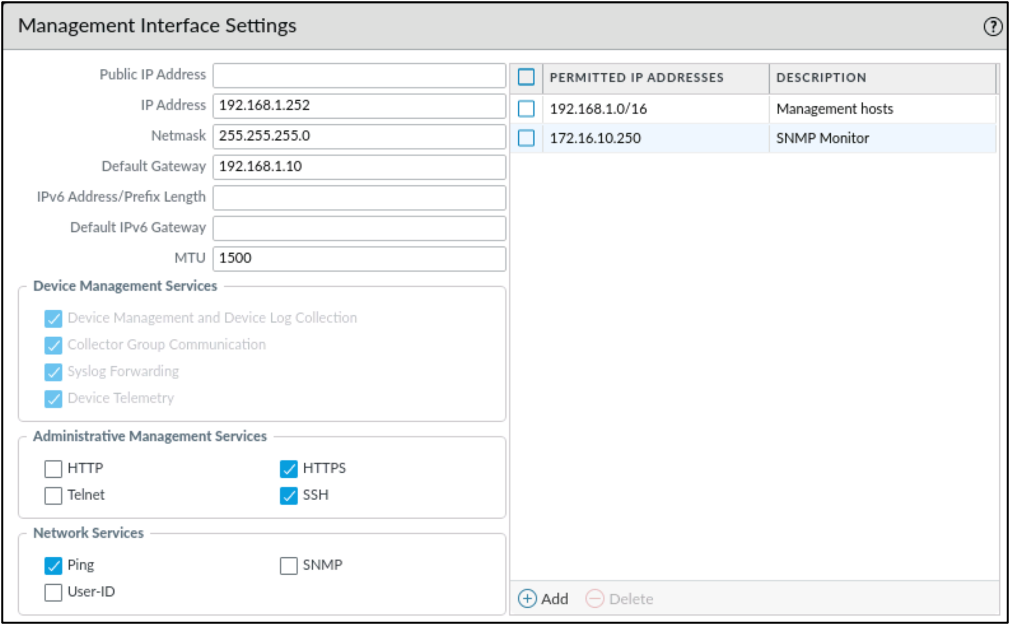 Management Interface Settings
?
Public IP Address
IP Address 192.168.1.252
Netmask 255.255.255.0
Default Gateway 192.168.1.10
IPv6 Address/Prefix Length
Default IPv6 Gateway
MTU 1500
Device Management Services
Device Management and Device Log Collection
Collector Group Communication
Syslog Forwarding
Device Telemetry
Administrative Management Services
HTTP HTTPS
Telnet SSH
Network Services
Ping SNMP
User-ID
PERMITTED IP ADDRESSES DESCRIPTION
192.168.1.0/16 Management hosts
172.16.10.250 SNMP Monitor
Add Delete